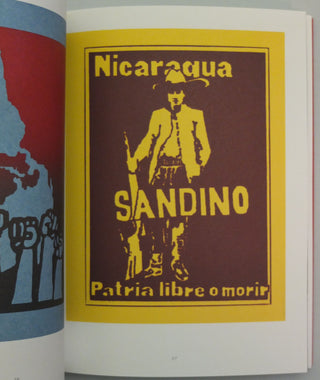 Nicaragua
SANDINO
Patria libre o morir